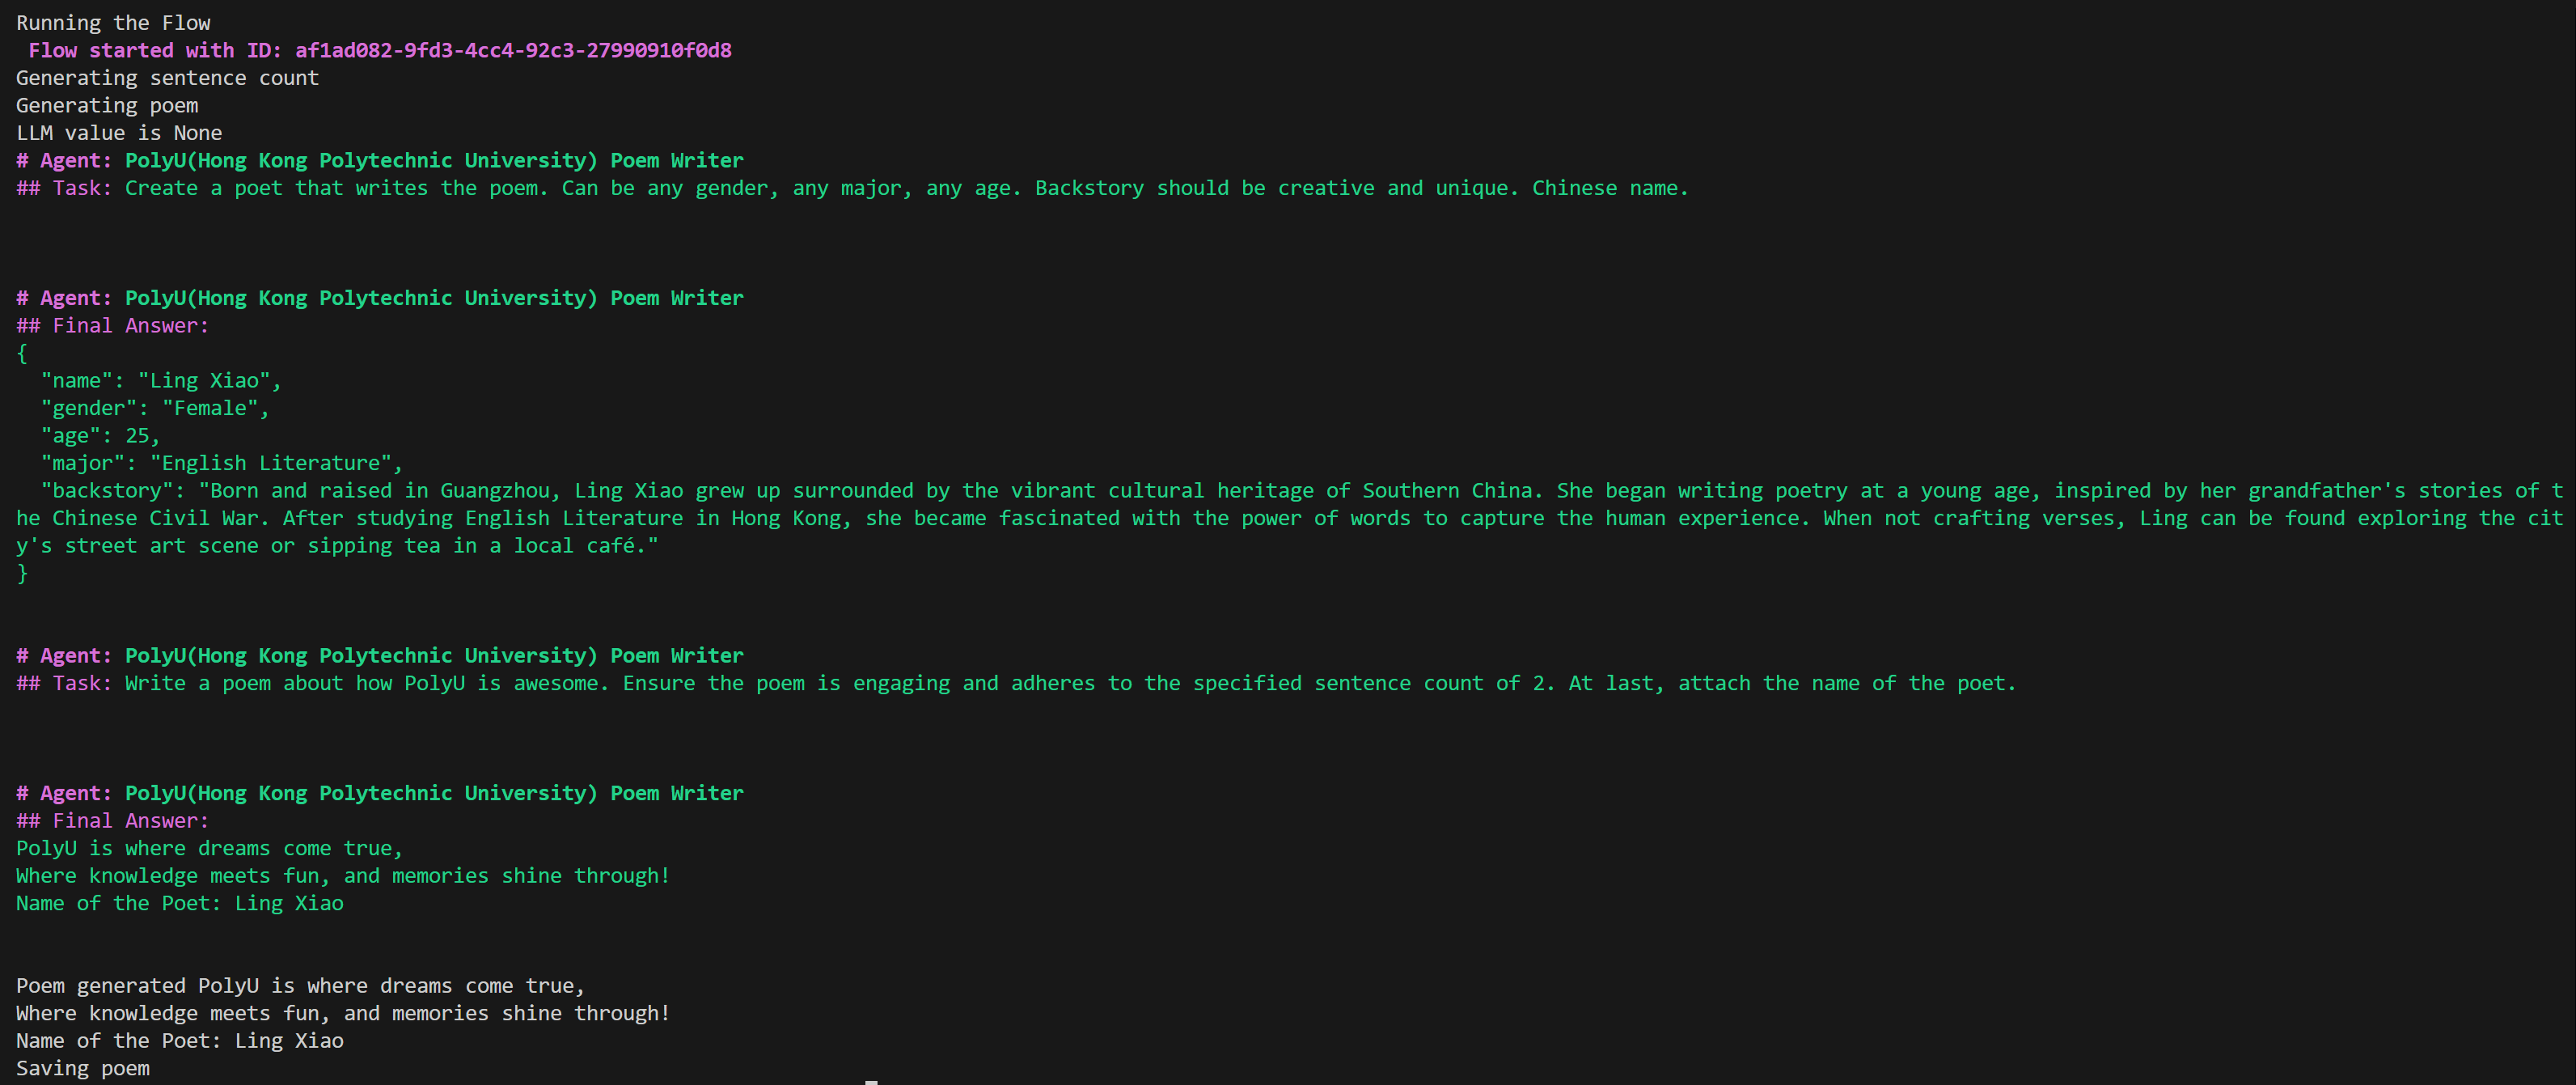 Running the Flow
Flow started with ID: af1ad082-9fd3-4cc4-92c3-27990910f0d8
Generating sentence count
Generating poem
LLM value is None
# Agent: PolyU(Hong Kong Polytechnic University) Poem Writer
## Task: Create a poet that writes the poem. Can be any gender, any major, any age. Backstory should be creative and unique. Chinese name.
# Agent: PolyU(Hong Kong Polytechnic University) Poem Writer
## Final Answer:
{
"name": "Ling Xiao",
"gender": "Female",
"age": 25,
"major": "English Literature",
"backstory": "Born and raised in Guangzhou, Ling Xiao grew up surrounded by the vibrant cultural heritage of Southern China. She began writing poetry at a young age, inspired by her grandfather's stories of t
he Chinese Civil War. After studying English Literature in Hong Kong, she became fascinated with the power of words to capture the human experience. When not crafting verses, Ling can be found exploring the cit
y's street art scene or sipping tea in a local café."
}
# Agent: PolyU(Hong Kong Polytechnic University) Poem Writer
## Task: Write a poem about how PolyU is awesome. Ensure the poem is engaging and adheres to the specified sentence count of 2. At last, attach the name of the poet.
# Agent: PolyU(Hong Kong Polytechnic University) Poem Writer
## Final Answer:
PolyU is where dreams come true,
Where knowledge meets fun, and memories shine through!
Name of the Poet: Ling Xiao
Poem generated PolyU is where dreams come true,
Where knowledge meets fun, and memories shine through!
Name of the Poet: Ling Xiao
Saving poem